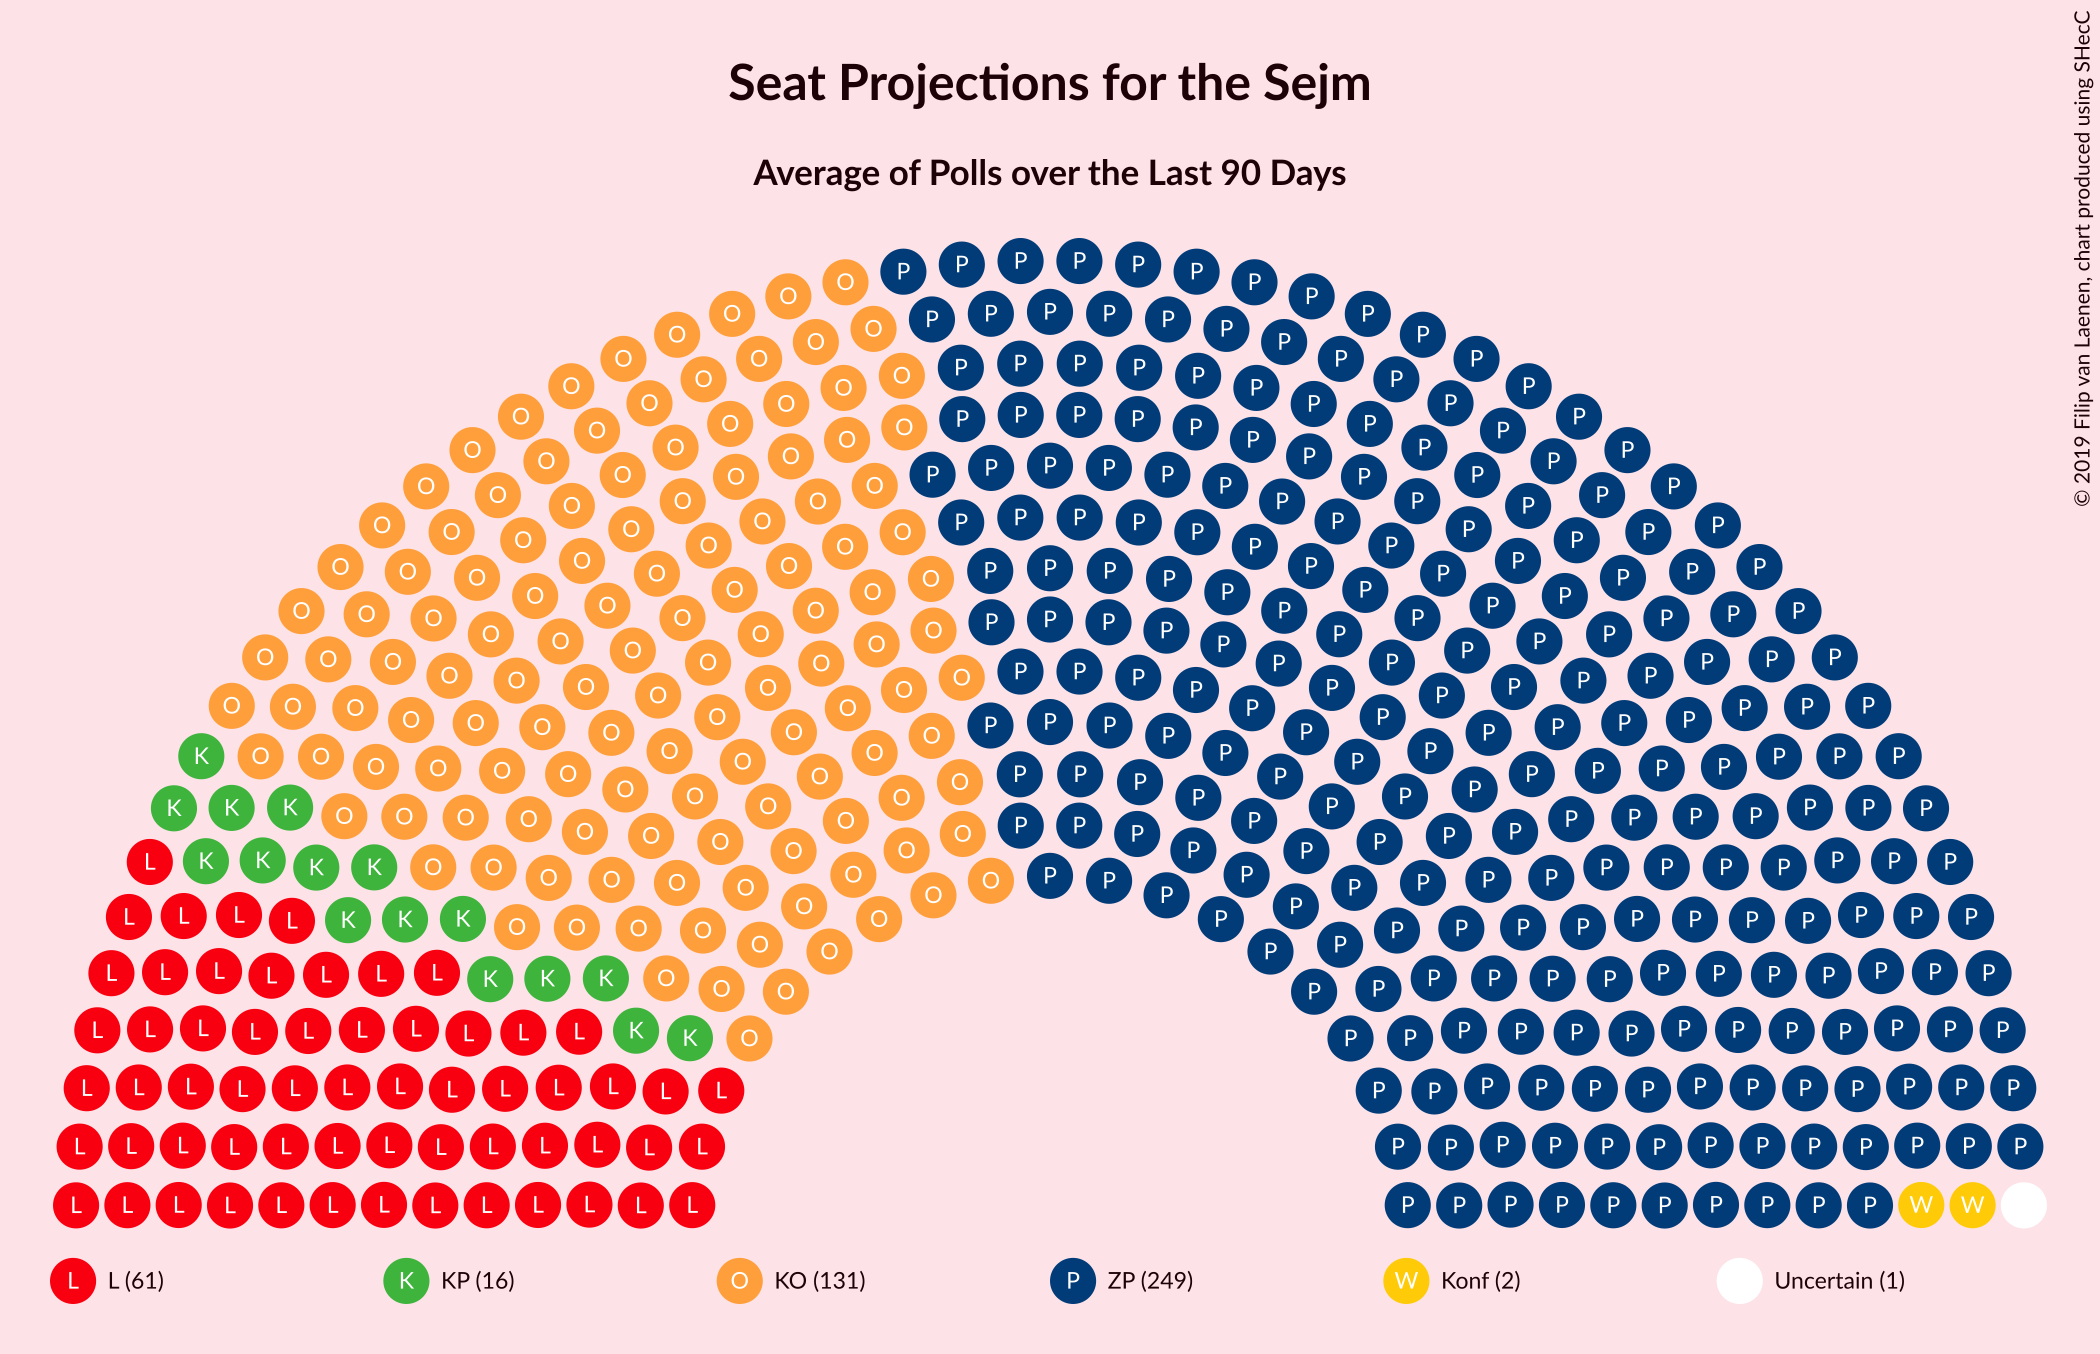 Seat Projections for the Sejm
Average of Polls over the Last 90 Days
© 2019 Filip van Laenen, chart produced using SHecC
L L (61) K KP (16) O KO (131) P ZP (249) W Konf (2) Uncertain (1)